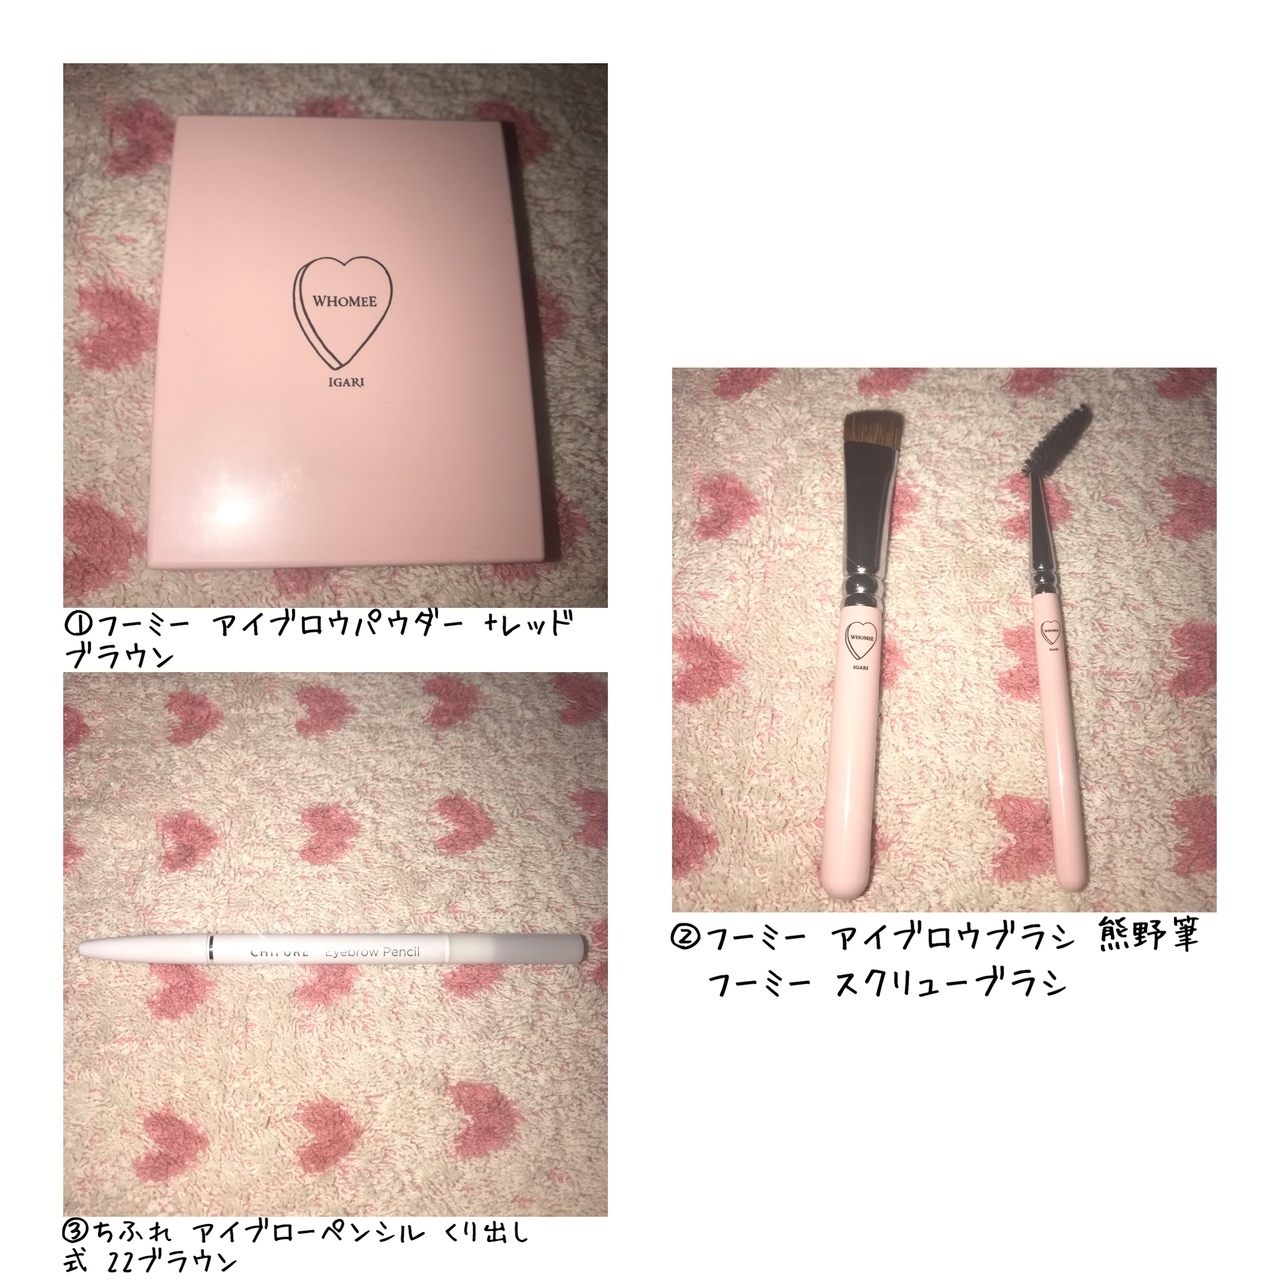 WHOMEE
IGARI
①フーミー アイブロウパウダー +レッド
ブラウン
WHOMEE
IGARI
WHOMEE
IGARI
②フーミー アイブロウブラシ 熊野筆
フーミー スクリューブラシ
CHIFURE Eyebrow Pencil
③ちふれ アイブローペンシル くり出し
式 22ブラウン